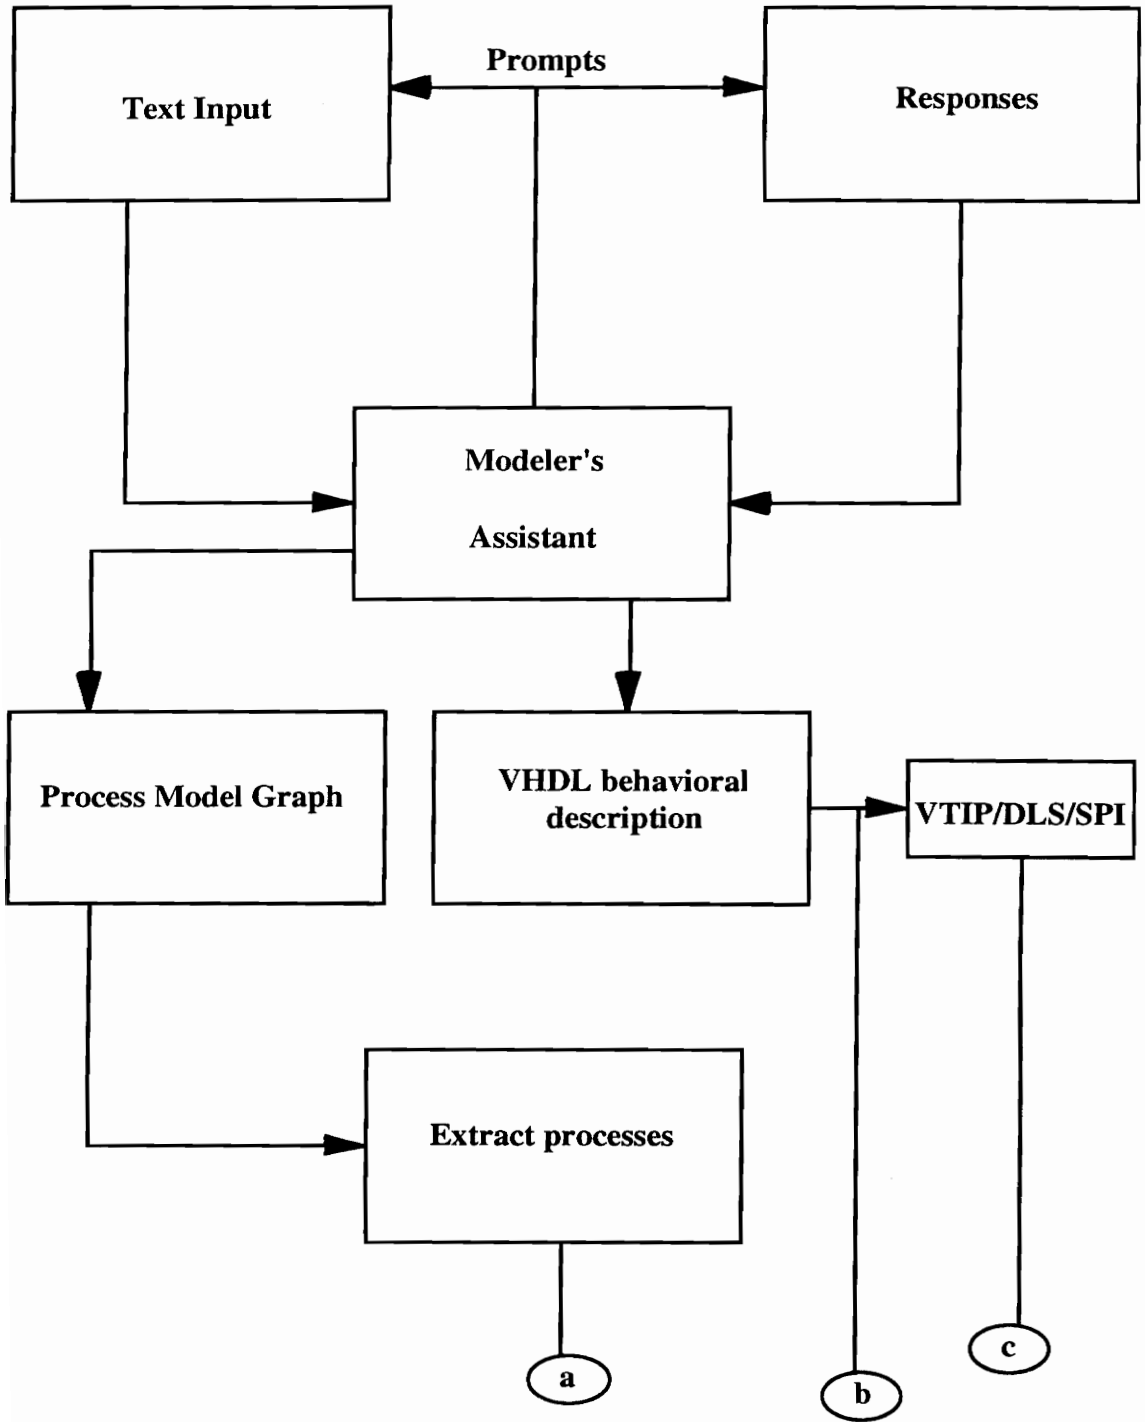 Prompts
Text Input
Responses
Modeler's
Assistant
Process Model Graph
VHDL behavioral
description
VTIP/DLS/SPI
Extract processes
a
b
c